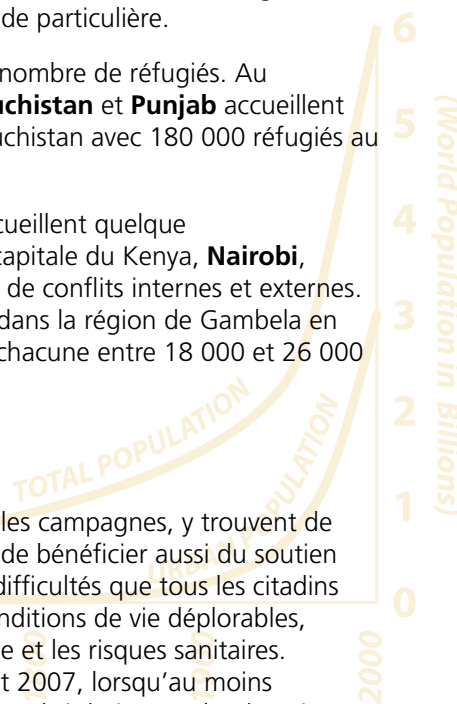 de particulière.
nombre de réfugiés. Au
uchistan et Punjab accueillent
uchistan avec 180 000 réfugiés au
cueillent quelque
capitale du Kenya, Nairobi,
de conflits internes et externes.
dans la région de Gambela en
chacune entre 18 000 et 26 000
les campagnes, y trouvent de
de bénéficier aussi du soutien
difficultés que tous les citadins
nditions de vie déplorables,
e et les risques sanitaires.
t 2007, lorsqu'au moins
TOTAL POPULATION
URBAN POPULATION
6
5
4
3
2
1
0
(World Population in Billions)
2000